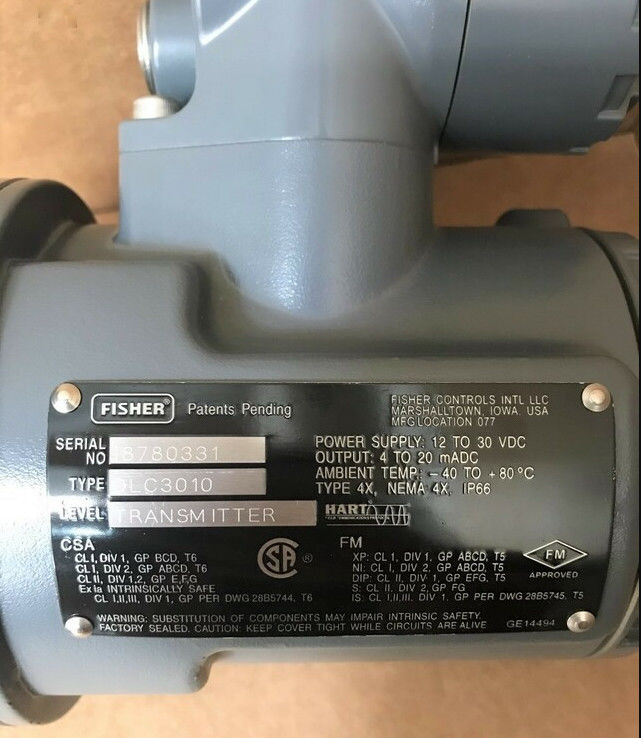 FISHER
Patents Pending
FISHER CONTROLS INTL LLC
MARSHALLTOWN, IOWA. USA
MFG LOCATION 077
SERIAL NO 18780331
TYPE DLC3010
LEVEL TRANSMITTER
POWER SUPPLY: 12 TO 30 VDC
OUTPUT: 4 TO 20 mADC
AMBIENT TEMP: -40 TO +80°C
TYPE 4X, NEMA 4X, IP66
HART
CSA
CL I, DIV 1, GP BCD, T6
CL I, DIV 2, GP ABCD, T6
CL II, DIV 1,2, GP E,F,G
Ex ia INTRINSICALLY SAFE
CL I,II,III, DIV 1, GP PER DWG 28B5744, T6
SA ®
FM
XP: CL 1, DIV 1, GP ABCD, T5
NI: CL I, DIV 2, GP ABCD, T5
DIP: CL II, DIV 1, GP EFG, T5
S: CL II, DIV 2, GP FG
IS: CL I,II,III, DIV 1, GP PER DWG 28B5745, T5
FM
APPROVED
WARNING: SUBSTITUTION OF COMPONENTS MAY IMPAIR INTRINSIC SAFETY.
FACTORY SEALED. CAUTION: KEEP COVER TIGHT WHILE CIRCUITS ARE ALIVE
GE14494